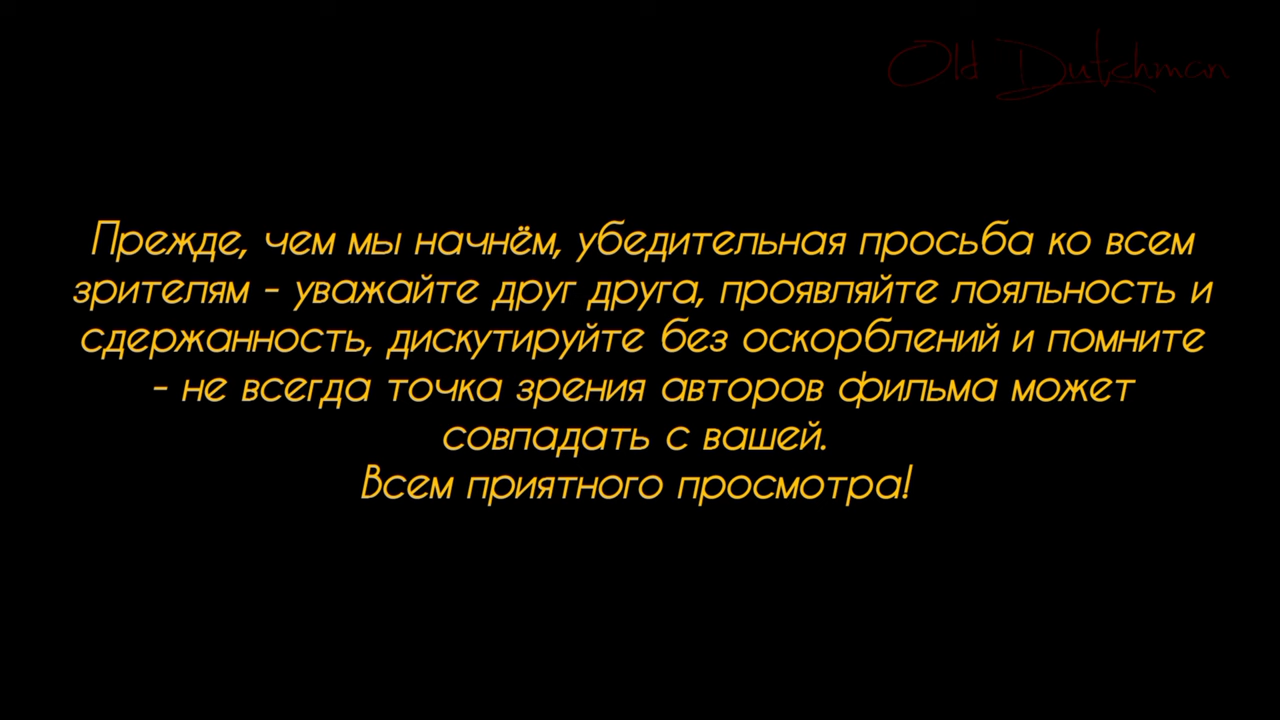 Old Dutchman
Прежде, чем мы начнём, убедительная просьба ко всем
зрителям - уважайте друг друга, проявляйте лояльность и
сдержанность, дискутируйте без оскорблений и помните
- не всегда точка зрения авторов фильма может
совпадать с вашей.
Всем приятного просмотра!